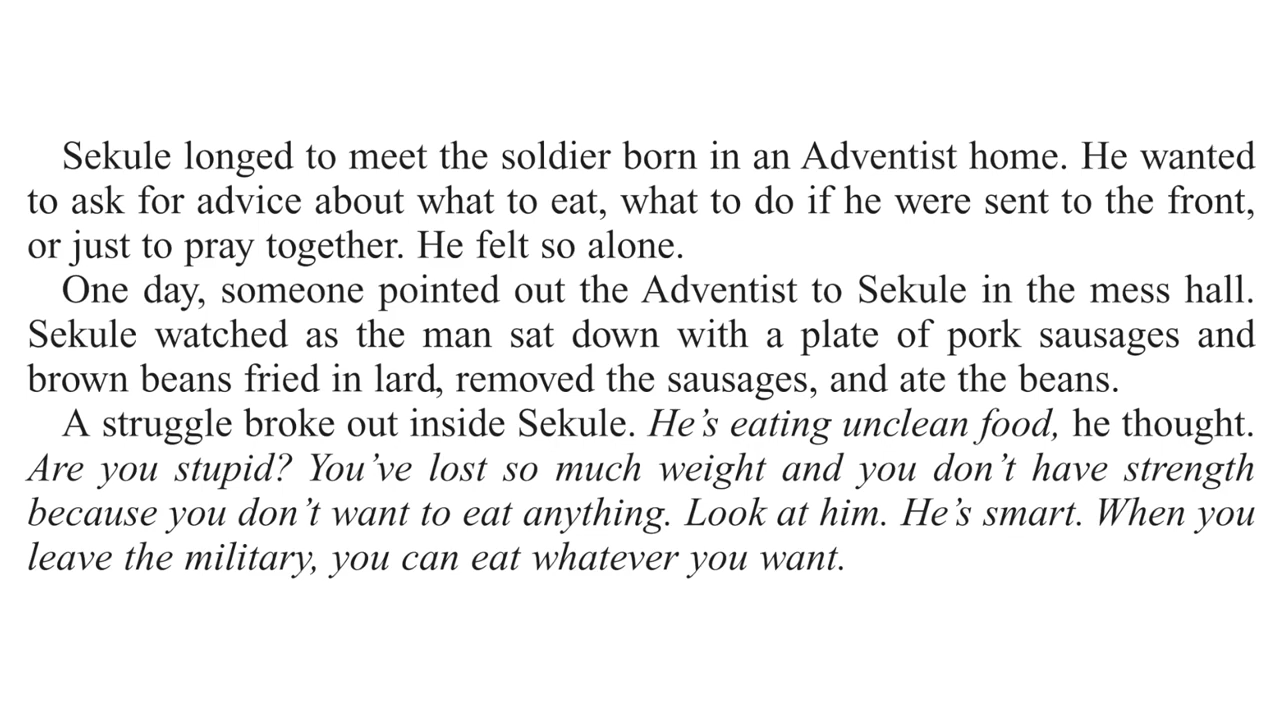 Sekule longed to meet the soldier born in an Adventist home. He wanted
to ask for advice about what to eat, what to do if he were sent to the front,
or just to pray together. He felt so alone.
One day, someone pointed out the Adventist to Sekule in the mess hall.
Sekule watched as the man sat down with a plate of pork sausages and
brown beans fried in lard, removed the sausages, and ate the beans.
A struggle broke out inside Sekule. He’s eating unclean food, he thought.
Are you stupid? You’ve lost so much weight and you don’t have strength
because you don’t want to eat anything. Look at him. He’s smart. When you
leave the military, you can eat whatever you want.